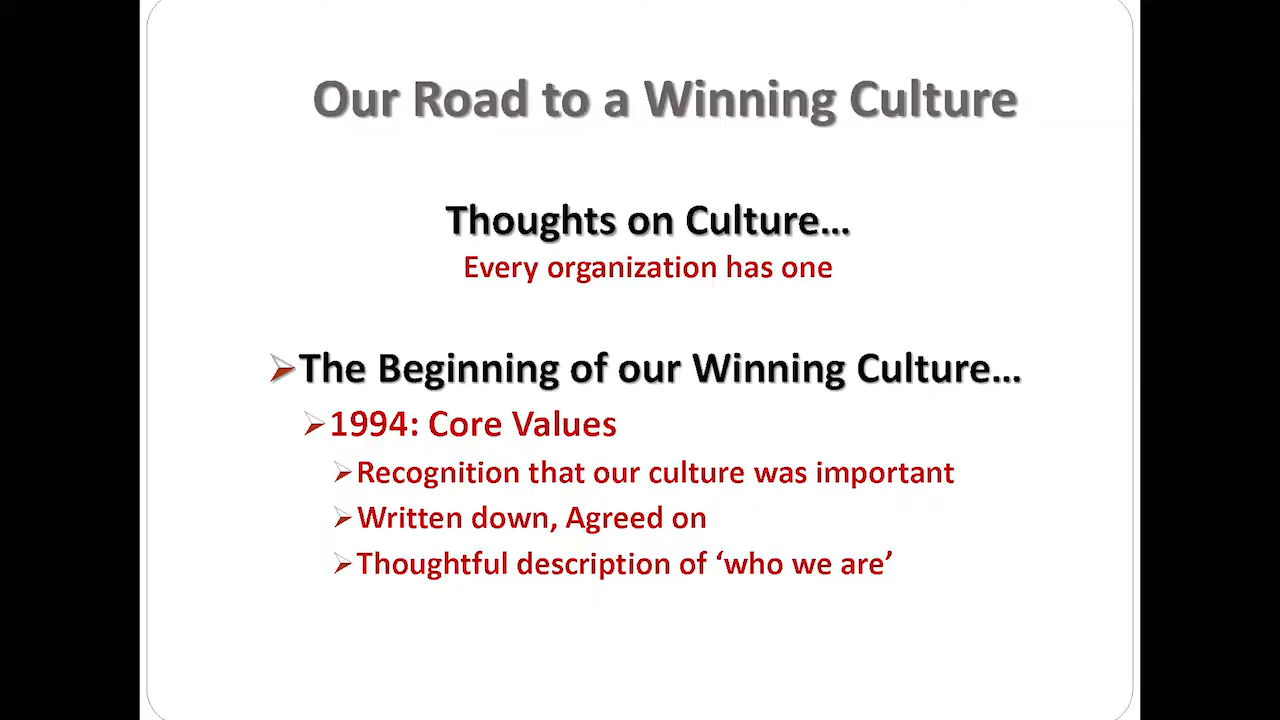 Our Road to a Winning Culture
Thoughts on Culture…
Every organization has one
The Beginning of our Winning Culture…
1994: Core Values
Recognition that our culture was important
Written down, Agreed on
Thoughtful description of ‘who we are’